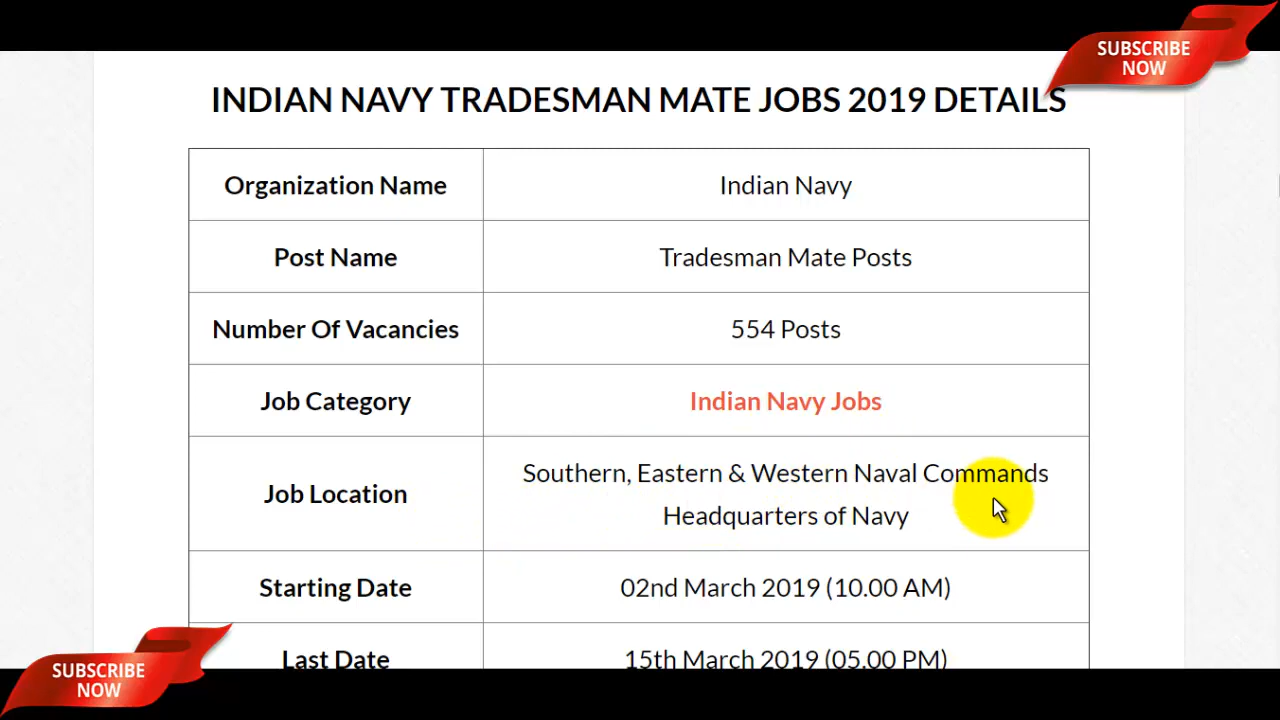 SUBSCRIBE
NOW
INDIAN NAVY TRADESMAN MATE JOBS 2019 DETAILS
Organization Name
Indian Navy
Post Name
Tradesman Mate Posts
Number Of Vacancies
554 Posts
Job Category
Indian Navy Jobs
Job Location
Southern, Eastern & Western Naval Commands
Headquarters of Navy
Starting Date
02nd March 2019 (10.00 AM)
Last Date
15th March 2019 (05.00 PM)
SUBSCRIBE
NOW